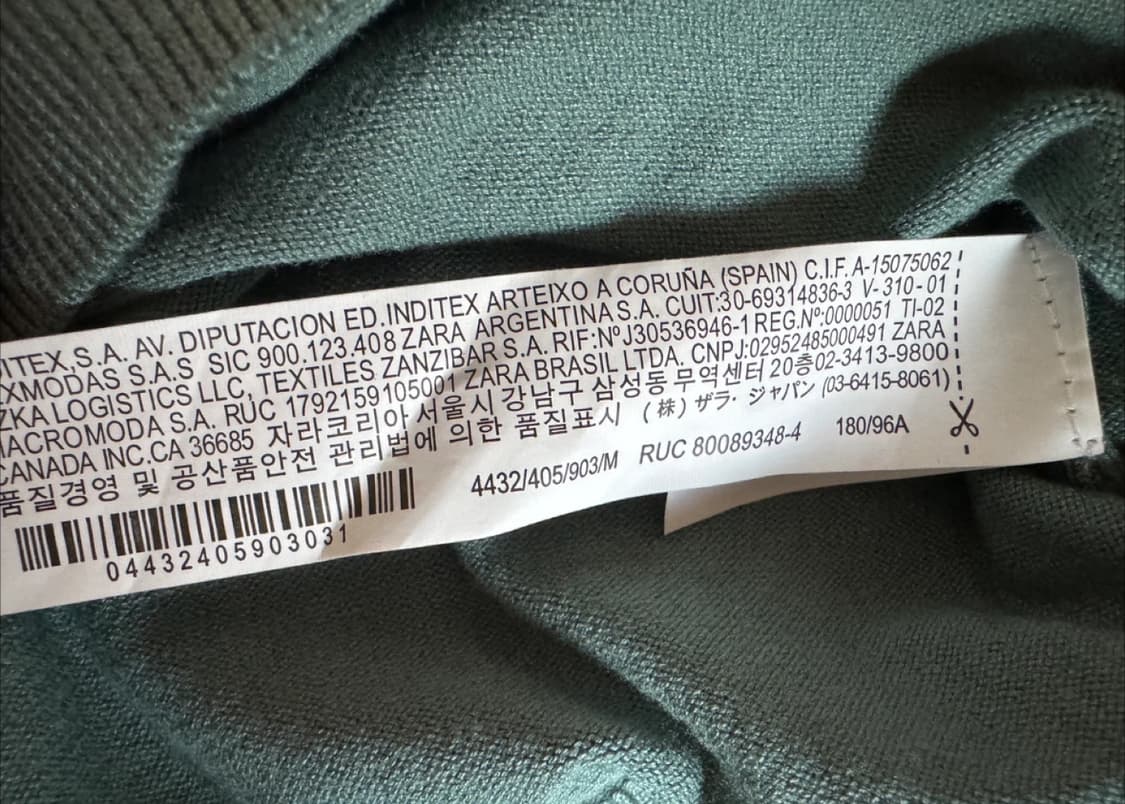 ITEX, S.A. AV. DIPUTACION ED. INDITEX ARTEIXO A CORUÑA (SPAIN) C.I.F. A-15075062
XMODAS S.A.S SIC 900.123.408 ZARA ARGENTINA S.A. CUIT:30-69314836-3 V-310-01
ZKA LOGISTICS LLC, TEXTILES ZANZIBAR S.A. RIF:NºJ30536946-1 REG.Nº:0000051 TI-02
MACROMODA S.A. RUC 1792159105001 ZARA BRASIL LTDA. CNPJ:02952485000491 ZARA
CANADA INC.CA 36685 자라코리아 서울시 강남구 삼성동 무역센터 20층02-3413-9800
품질경영 및 공산품안전 관리법에 의한 품질표시 (株) ザラ・ジャパン (03-6415-8061)
4432/405/903/M RUC 80089348-4 180/96A
04432405903031